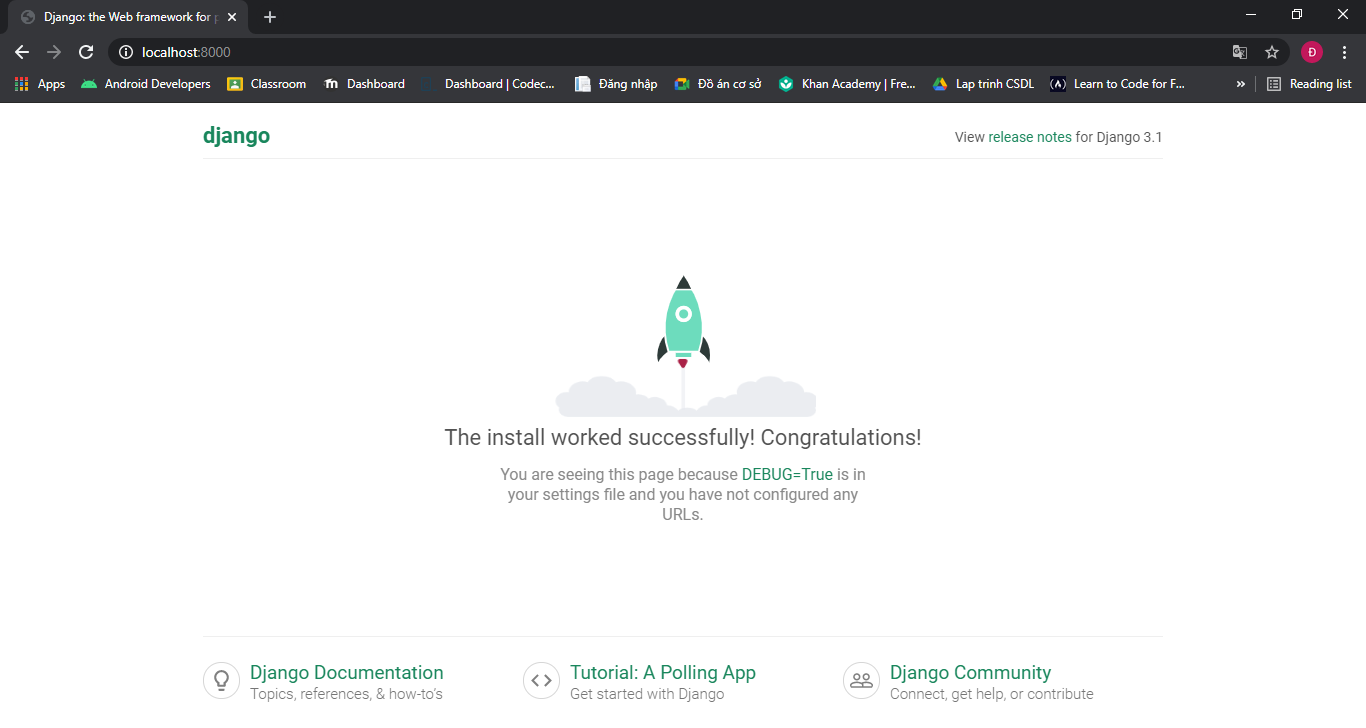 Django: the Web framework for p
localhost:8000
Đ
Apps
Android Developers
Classroom
Dashboard
Dashboard | Codec...
Đăng nhập
Đồ án cơ sở
Khan Academy | Fre...
Lap trinh CSDL
Learn to Code for F...
»
Reading list
django
View release notes for Django 3.1
The install worked successfully! Congratulations!
You are seeing this page because DEBUG=True is in
your settings file and you have not configured any
URLs.
Django Documentation
Topics, references, & how-to's
Tutorial: A Polling App
Get started with Django
Django Community
Connect, get help, or contribute